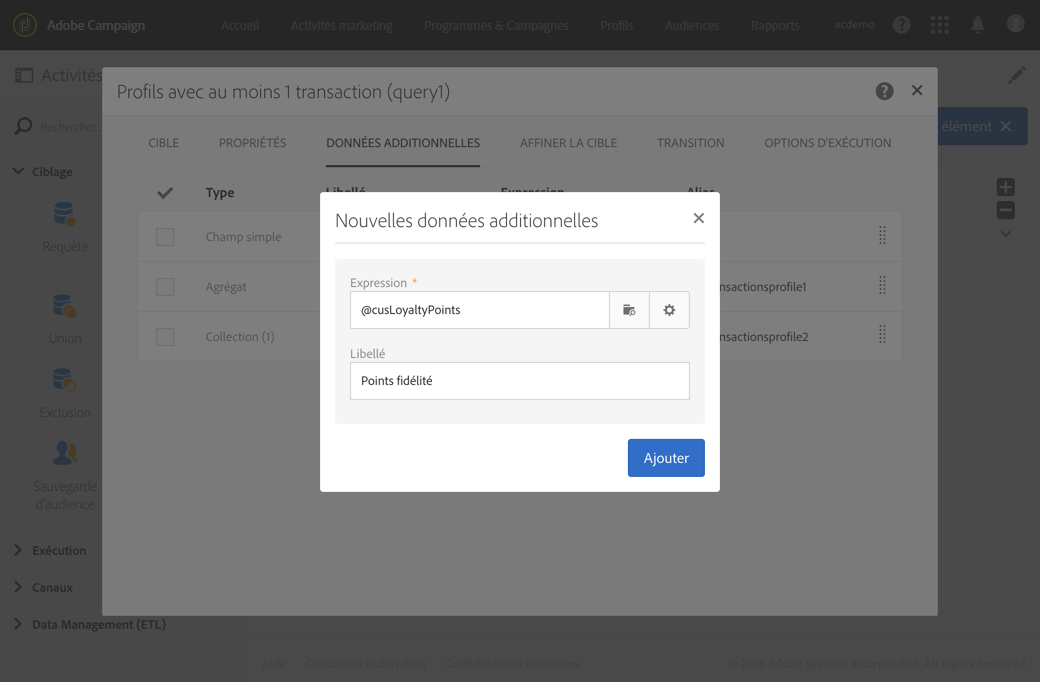 Adobe Campaign Accueil Activités marketing Programmes & Campagnes Profils Audiences Rapports acdemo ?
Activités
Profils avec au moins 1 transaction (query1) ?
Rechercher...
élément
CIBLE PROPRIÉTÉS DONNÉES ADDITIONNELLES AFFINER LA CIBLE TRANSITION OPTIONS D'EXÉCUTION
Ciblage
Type Libellé Expression Alias
Nouvelles données additionnelles
Requête
Champ simple
Expression *
Agrégat nsactionsprofile1
@cusLoyaltyPoints
Union
Collection (1) nsactionsprofile2
Libellé
Points fidélité
Exclusion
Ajouter
Sauvegarde
d'audience
Exécution
Canaux
Data Management (ETL)
Aide Conditions d'utilisation Confidentialité et cookies © 2016 Adobe Systems Incorporated. All Rights Reserved.